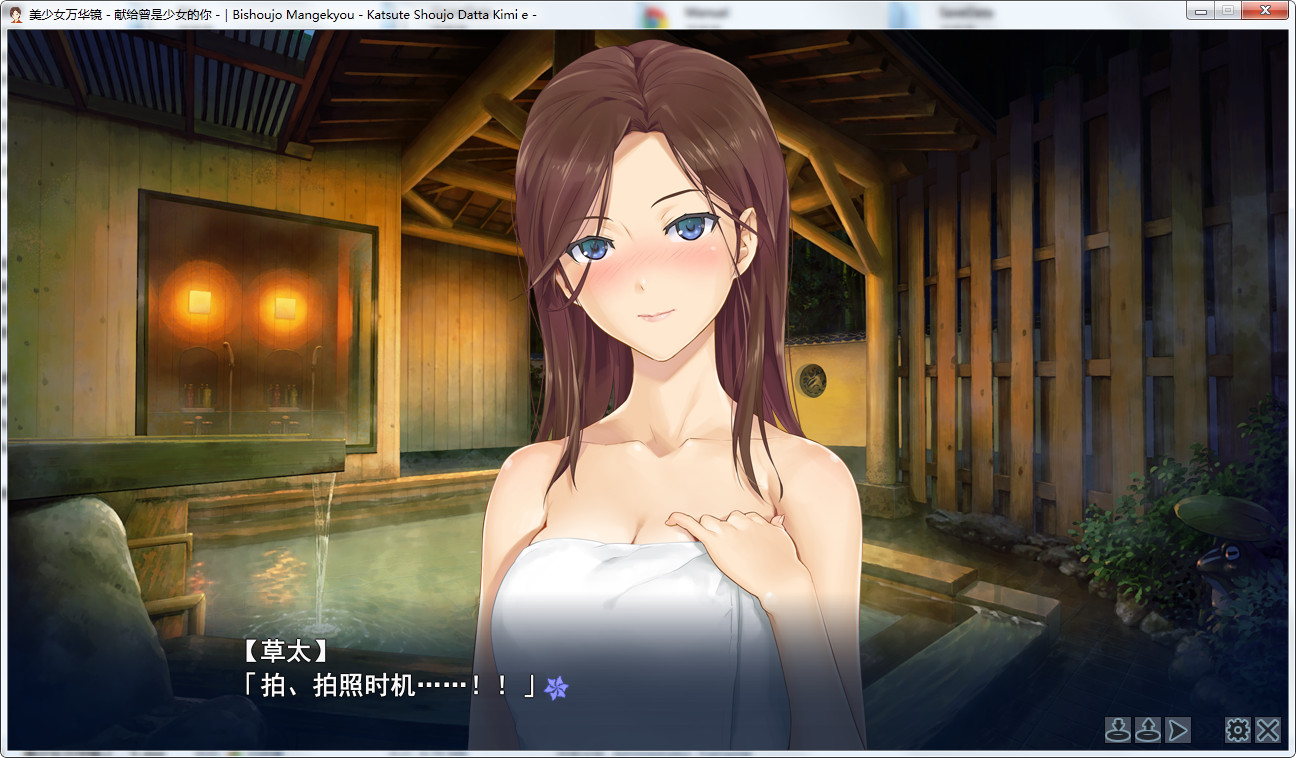 美少女万华镜 - 献给曾是少女的你 - | Bishoujo Mangekyou - Katsute Shoujo Datta Kimi e -
【草太】
「拍、拍照时机……！！」